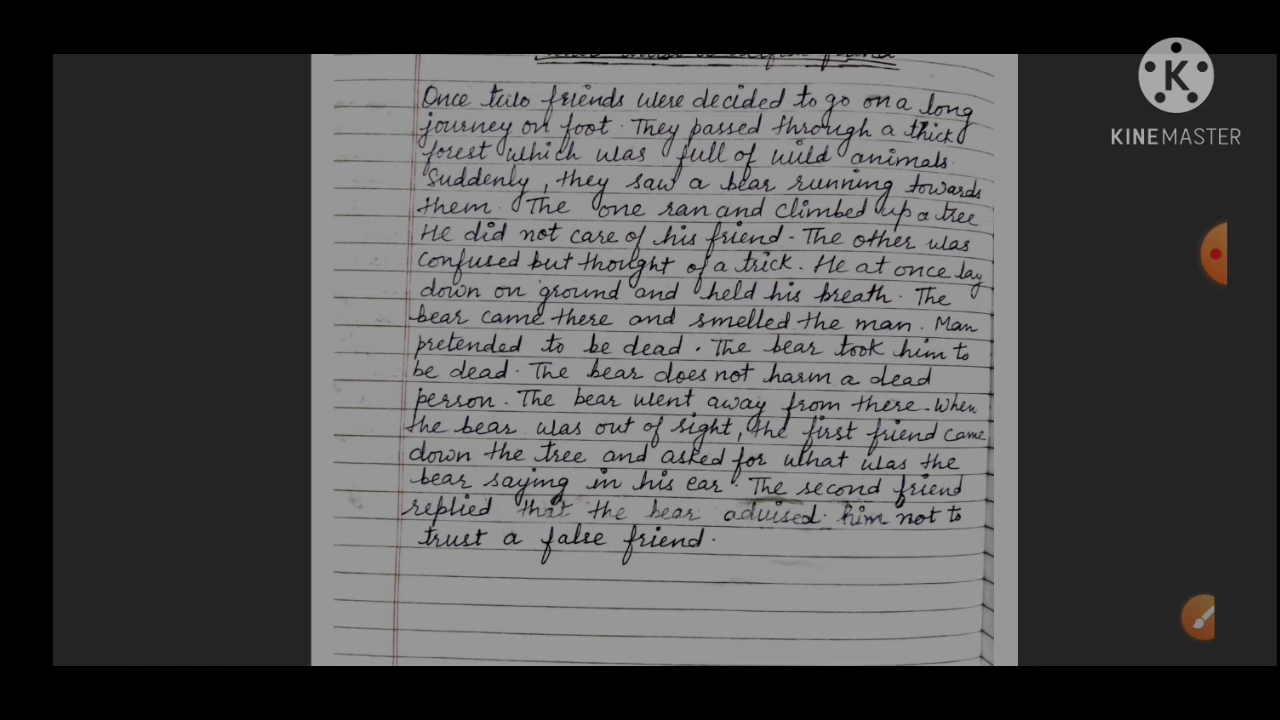 Once two friends were decided to go on a long
journey on foot. They passed through a thick
forest which was full of wild animals.
Suddenly, they saw a bear running towards
them. The one ran and climbed up a tree
He did not care of his friend. The other was
confused but thought of a trick. He at once lay
down on ground and held his breath. The
bear came there and smelled the man. Man
pretended to be dead. The bear took him to
be dead. The bear does not harm a dead
person. The bear went away from there. When
the bear was out of sight, the first friend came
down the tree and asked for what was the
bear saying in his ear. The second friend
replied that the bear advised him not to
trust a false friend.
K
KINEMASTER